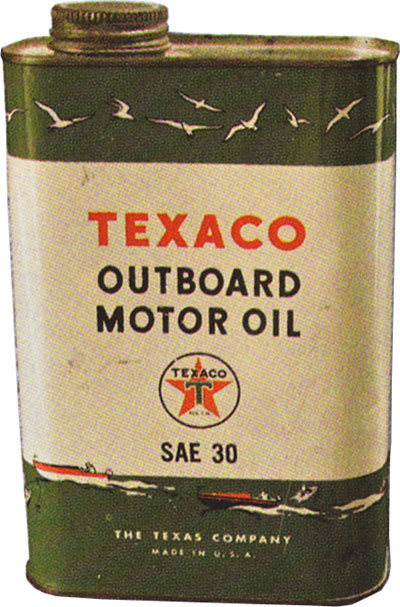 TEXACO
OUTBOARD
MOTOR OIL
TEXACO
T
SAE 30
THE TEXAS COMPANY
MADE IN U. S. A.